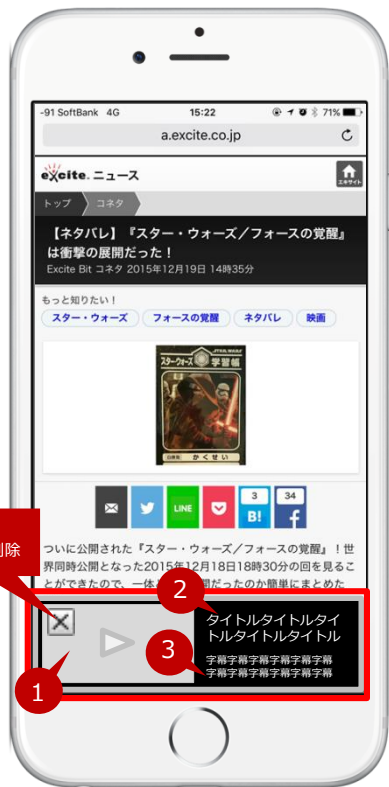 -91 SoftBank 4G 15:22 71%
a.excite.co.jp
excite.ニュース
エキサイト
トップ コネタ
【ネタバレ】『スター・ウォーズ／フォースの覚醒』
は衝撃の展開だった！
Excite Bit コネタ 2015年12月19日 14時35分
もっと知りたい！
スター・ウォーズ フォースの覚醒 ネタバレ 映画
STAR WARS
スター・ウォーズ 学習帳
かくせい
LINE
3
B!
34
f
ついに公開された『スター・ウォーズ／フォースの覚醒』！世
界同時公開となった2015年12月18日18時30分の回を見るこ
とができたので、一体
開だったのか簡単にまとめた
削除
1
2
タイトルタイトルタイ
トルタイトルタイトル
3
字幕字幕字幕字幕字幕字幕
字幕字幕字幕字幕字幕字幕